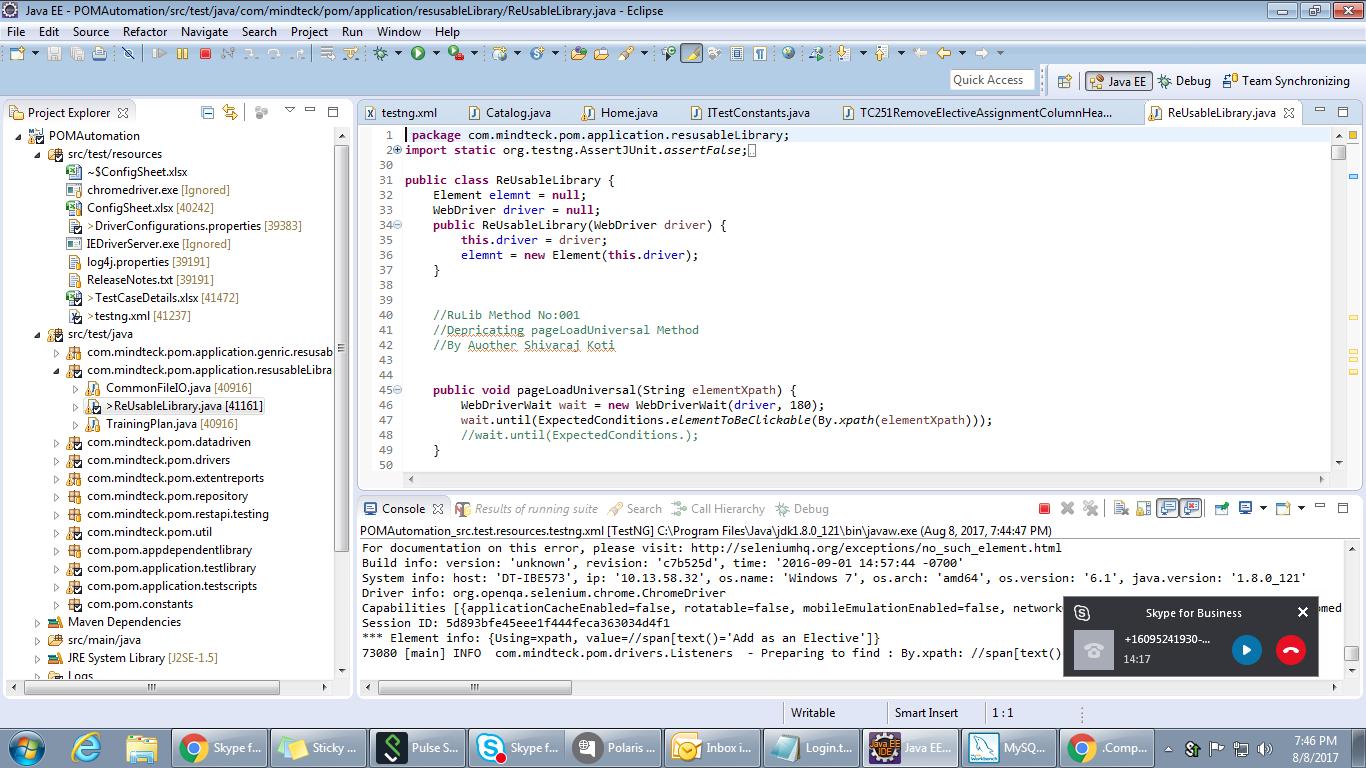 Java EE - POMAutomation/src/test/java/com/mindteck/pom/application/resusableLibrary/ReUsableLibrary.java - Eclipse
File Edit Source Refactor Navigate Search Project Run Window Help
Quick Access
Java EE
Debug
Team Synchronizing
Project Explorer
POMAutomation
src/test/resources
~$ConfigSheet.xlsx
chromedriver.exe [Ignored]
ConfigSheet.xlsx [40242]
>DriverConfigurations.properties [39383]
IEDriverServer.exe [Ignored]
log4j.properties [39191]
ReleaseNotes.txt [39191]
>TestCaseDetails.xlsx [41472]
>testng.xml [41237]
src/test/java
com.mindteck.pom.application.genric.resusab
com.mindteck.pom.application.resusableLibra
CommonFileIO.java [40916]
>ReUsableLibrary.java [41161]
TrainingPlan.java [40916]
com.mindteck.pom.datadriven
com.mindteck.pom.drivers
com.mindteck.pom.extentreports
com.mindteck.pom.repository
com.mindteck.pom.restapi.testing
com.mindteck.pom.util
com.pom.appdependentlibrary
com.pom.application.testlibrary
com.pom.application.testscripts
com.pom.constants
Maven Dependencies
src/main/java
JRE System Library [J2SE-1.5]
Logs
testng.xml Catalog.java Home.java ITestConstants.java TC251RemoveElectiveAssignmentColumnHea... ReUsableLibrary.java
1 package com.mindteck.pom.application.resusableLibrary;
2 import static org.testng.AssertJUnit.assertFalse;
30
31 public class ReUsableLibrary {
32 Element elemnt = null;
33 WebDriver driver = null;
34 public ReUsableLibrary(WebDriver driver) {
35 this.driver = driver;
36 elemnt = new Element(this.driver);
37 }
38
39
40 //RuLib Method No:001
41 //Depricating pageLoadUniversal Method
42 //By Auother Shivaraj Koti
43
44
45 public void pageLoadUniversal(String elementXpath) {
46 WebDriverWait wait = new WebDriverWait(driver, 180);
47 wait.until(ExpectedConditions.elementToBeClickable(By.xpath(elementXpath)));
48 //wait.until(ExpectedConditions.);
49 }
50
Console Results of running suite Search Call Hierarchy Debug
POMAutomation_src.test.resources.testng.xml [TestNG] C:\Program Files\Java\jdk1.8.0_121\bin\javaw.exe (Aug 8, 2017, 7:44:47 PM)
For documentation on this error, please visit: http://seleniumhq.org/exceptions/no_such_element.html
Build info: version: 'unknown', revision: 'c7b525d', time: '2016-09-01 14:57:44 -0700'
System info: host: 'DT-IBE573', ip: '10.13.58.32', os.name: 'Windows 7', os.arch: 'amd64', os.version: '6.1', java.version: '1.8.0_121'
Driver info: org.openqa.selenium.chrome.ChromeDriver
Capabilities [{applicationCacheEnabled=false, rotatable=false, mobileEmulationEnabled=false, network
Session ID: 5d893bfe45eee1f444feca363034d4f1
*** Element info: {Using=xpath, value=//span[text()='Add as an Elective']}
73080 [main] INFO com.mindteck.pom.drivers.Listeners - Preparing to find : By.xpath: //span[text()
Skype for Business
+16095241930-...
14:17
Writable
Smart Insert
1 : 1
Skype f...
Sticky ...
Pulse S...
Skype f...
Polaris ...
Inbox i...
Login.t...
Java EE...
MySQ...
.Comp...
7:46 PM
8/8/2017